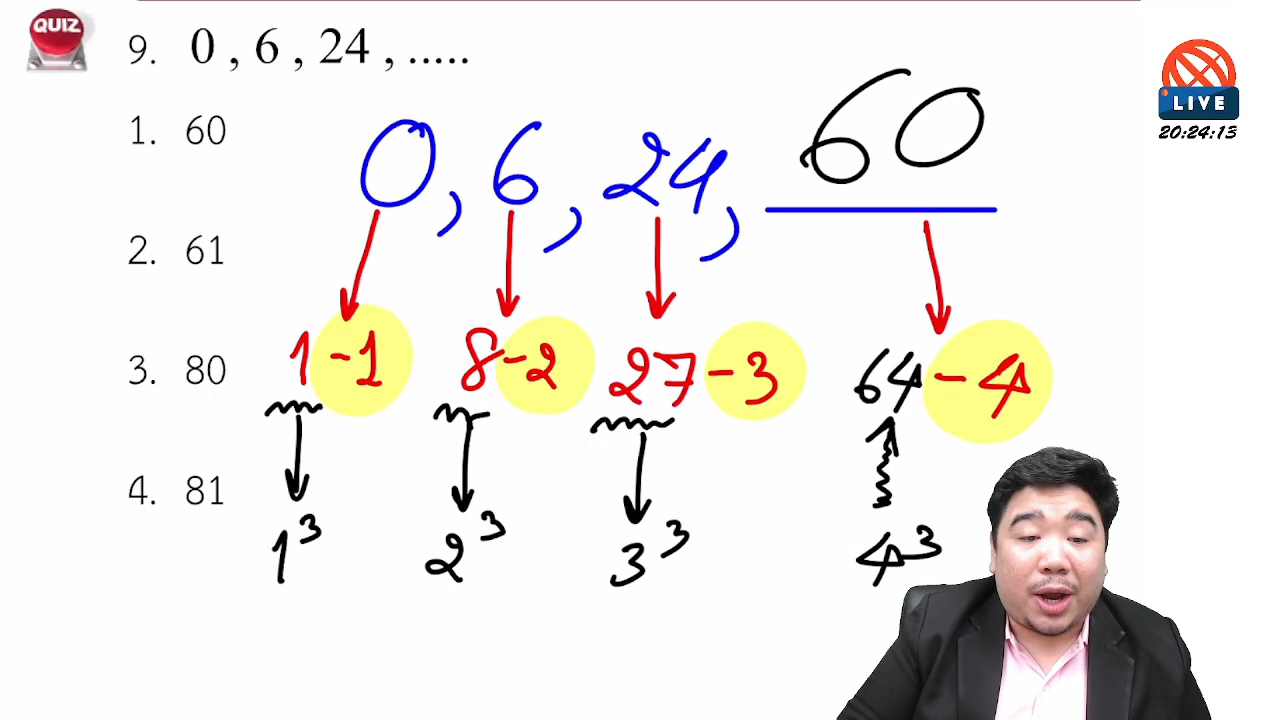 QUIZ
9. 0 , 6 , 24 , .....
LIVE
20:24:13
1. 60
0 , 6 , 24 , 60
2. 61
3. 80
1 - 1 8 - 2 27 - 3 64 - 4
4. 81
1³ 2³ 3³ 4³